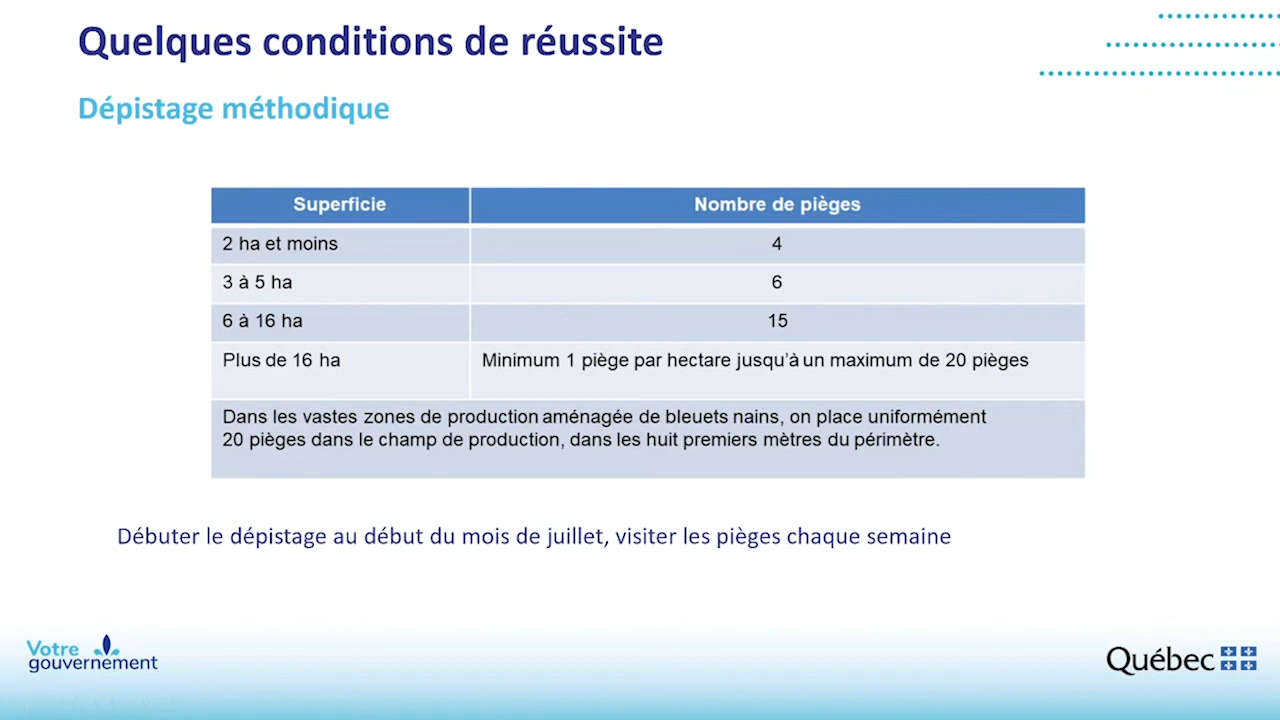 Quelques conditions de réussite
Dépistage méthodique
Superficie Nombre de pièges
2 ha et moins 4
3 à 5 ha 6
6 à 16 ha 15
Plus de 16 ha Minimum 1 piège par hectare jusqu'à un maximum de 20 pièges
Dans les vastes zones de production aménagée de bleuets nains, on place uniformément
20 pièges dans le champ de production, dans les huit premiers mètres du périmètre.
Débuter le dépistage au début du mois de juillet, visiter les pièges chaque semaine
Votre
gouvernement
Québec